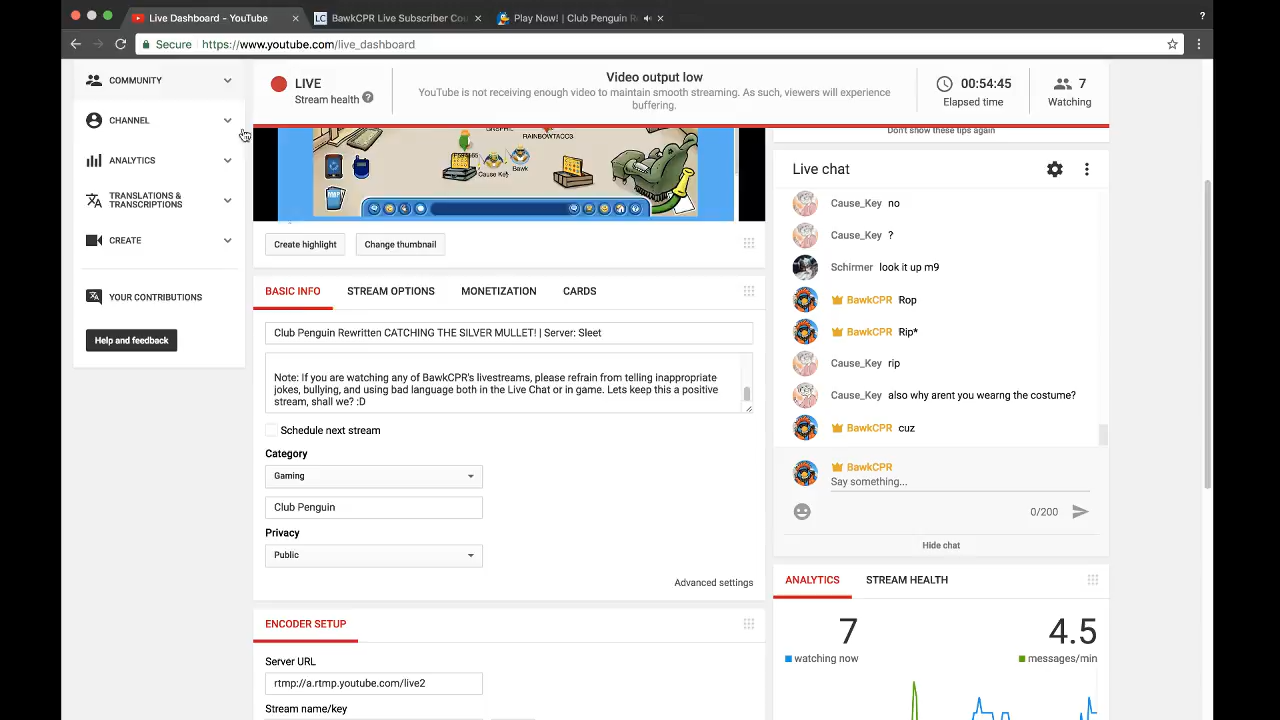 Live Dashboard - YouTube
BawkCPR Live Subscriber Cou
Play Now! | Club Penguin Re
Secure
https://www.youtube.com/live_dashboard
COMMUNITY
CHANNEL
ANALYTICS
TRANSLATIONS &
TRANSCRIPTIONS
CREATE
YOUR CONTRIBUTIONS
Help and feedback
LIVE
Stream health
Video output low
YouTube is not receiving enough video to maintain smooth streaming. As such, viewers will experience
buffering.
00:54:45
Elapsed time
7
Watching
RAINBOWTACOS
Cause Key
Bawk
Create highlight
Change thumbnail
BASIC INFO
STREAM OPTIONS
MONETIZATION
CARDS
Club Penguin Rewritten CATCHING THE SILVER MULLET! | Server: Sleet
Note: If you are watching any of BawkCPR's livestreams, please refrain from telling inappropriate
jokes, bullying, and using bad language both in the Live Chat or in game. Lets keep this a positive
stream, shall we? :D
Schedule next stream
Category
Gaming
Club Penguin
Privacy
Public
Advanced settings
ENCODER SETUP
Server URL
rtmp://a.rtmp.youtube.com/live2
Stream name/key
Don't show these tips again
Live chat
Cause_Key no
Cause_Key ?
Schirmer look it up m9
BawkCPR Rop
BawkCPR Rip*
Cause_Key rip
Cause_Key also why arent you wearng the costume?
BawkCPR cuz
BawkCPR
Say something...
0/200
Hide chat
ANALYTICS
STREAM HEALTH
7
watching now
4.5
messages/min